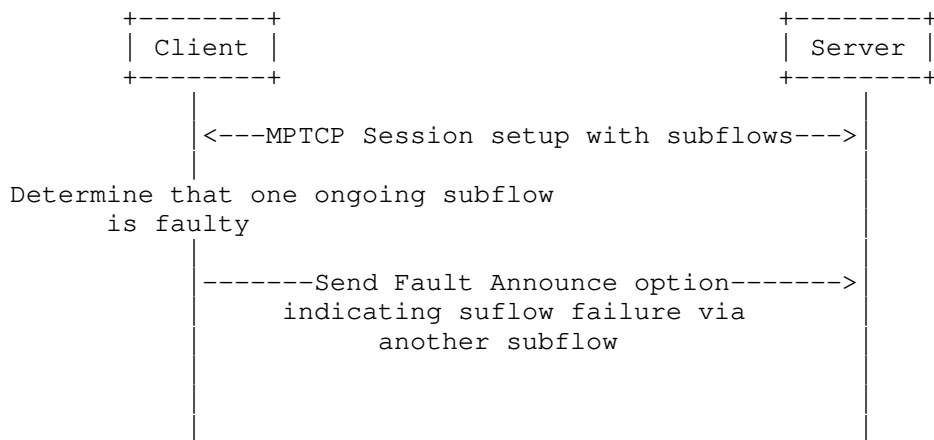 Client Server
<---MPTCP Session setup with subflows--->
Determine that one ongoing subflow
is faulty
-------Send Fault Announce option------->
indicating suflow failure via
another subflow